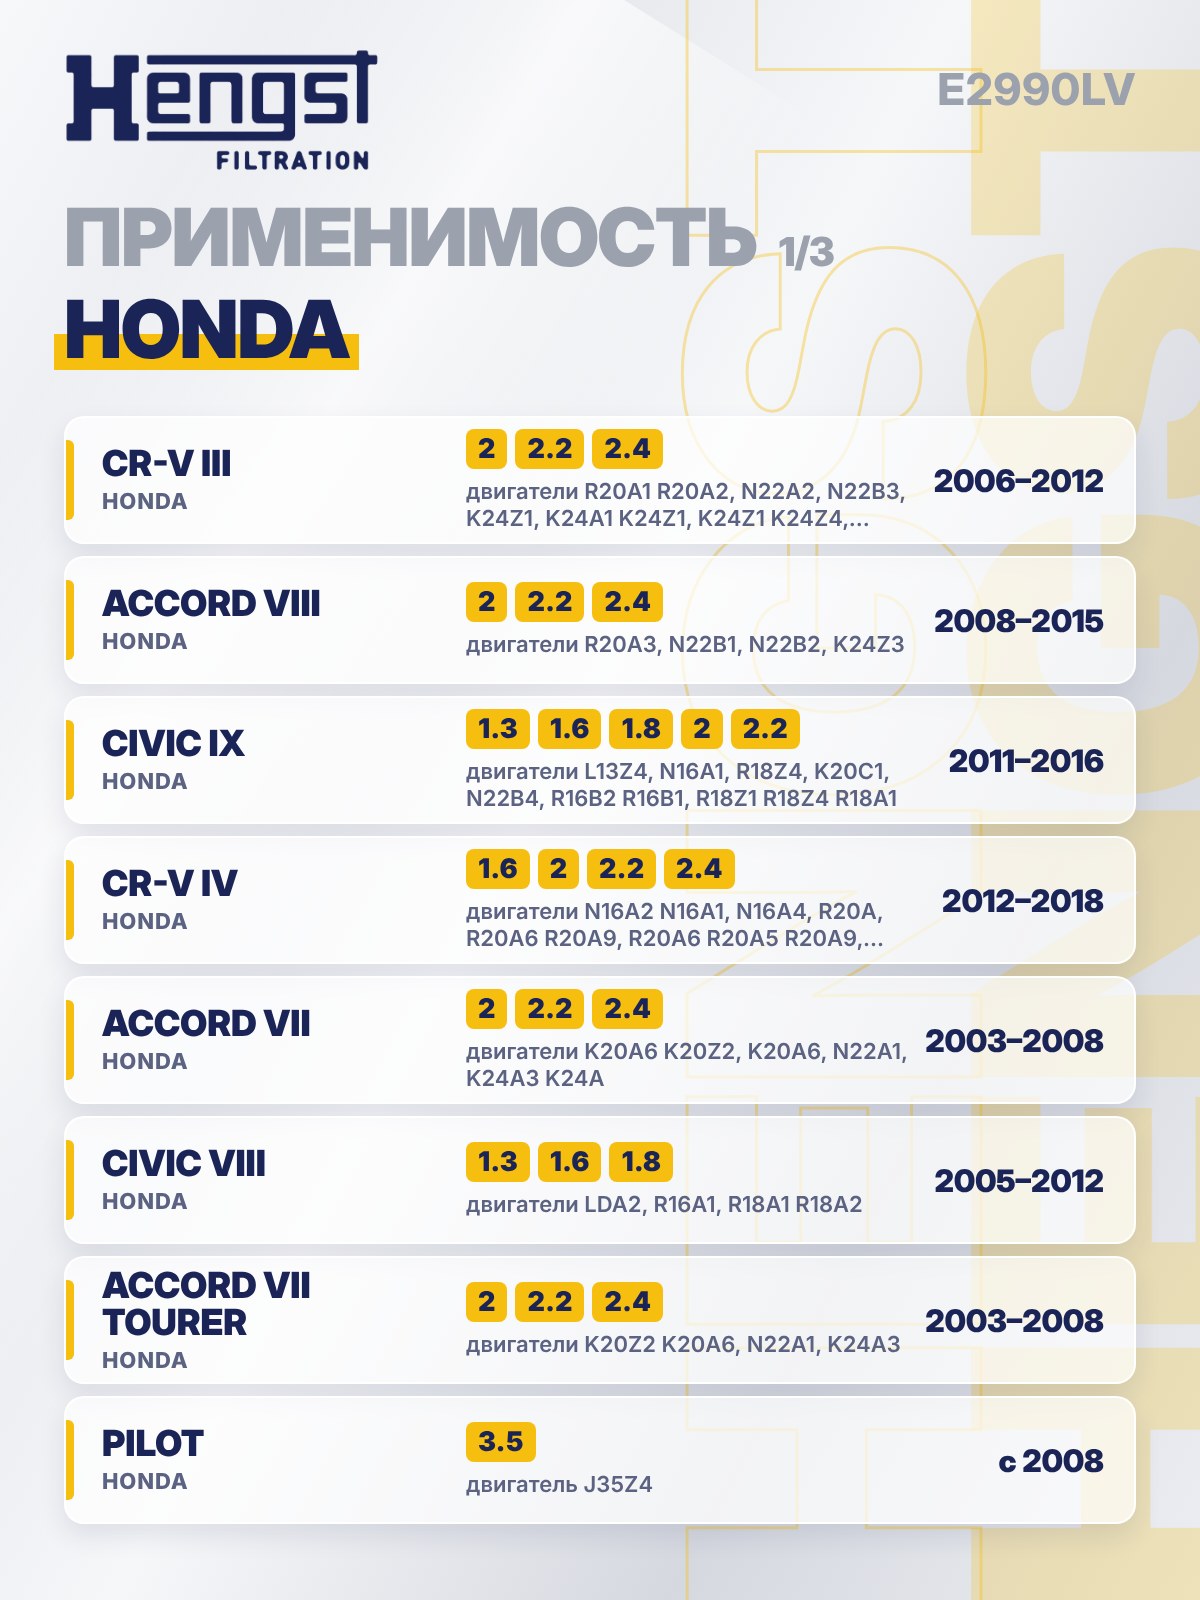 Hengst
FILTRATION
E2990LV
ПРИМЕНИМОСТЬ 1/3
HONDA
CR-V III
HONDA
2 2.2 2.4
двигатели R20A1 R20A2, N22A2, N22B3,
K24Z1, K24A1 K24Z1, K24Z1 K24Z4,...
2006–2012
ACCORD VIII
HONDA
2 2.2 2.4
двигатели R20A3, N22B1, N22B2, K24Z3
2008–2015
CIVIC IX
HONDA
1.3 1.6 1.8 2 2.2
двигатели L13Z4, N16A1, R18Z4, K20C1,
N22B4, R16B2 R16B1, R18Z1 R18Z4 R18A1
2011–2016
CR-V IV
HONDA
1.6 2 2.2 2.4
двигатели N16A2 N16A1, N16A4, R20A,
R20A6 R20A9, R20A6 R20A5 R20A9,...
2012–2018
ACCORD VII
HONDA
2 2.2 2.4
двигатели K20A6 K20Z2, K20A6, N22A1,
K24A3 K24A
2003–2008
CIVIC VIII
HONDA
1.3 1.6 1.8
двигатели LDA2, R16A1, R18A1 R18A2
2005–2012
ACCORD VII
TOURER
HONDA
2 2.2 2.4
двигатели K20Z2 K20A6, N22A1, K24A3
2003–2008
PILOT
HONDA
3.5
двигатель J35Z4
с 2008
HENGST
HENGST